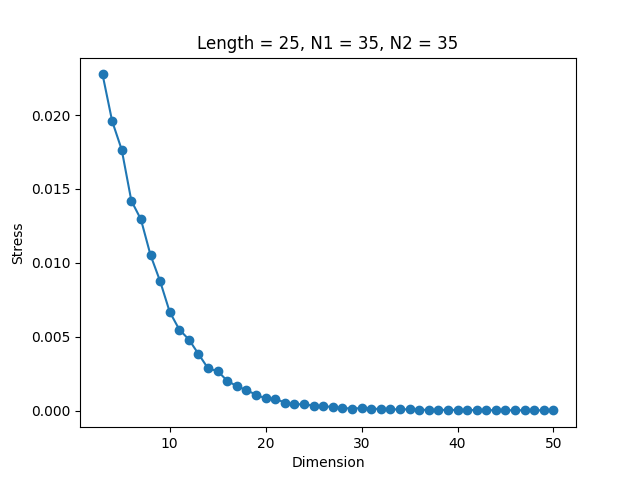 Length = 25, N1 = 35, N2 = 35
0.020
0.015
0.010
0.005
0.000
Stress
10 20 30 40 50
Dimension